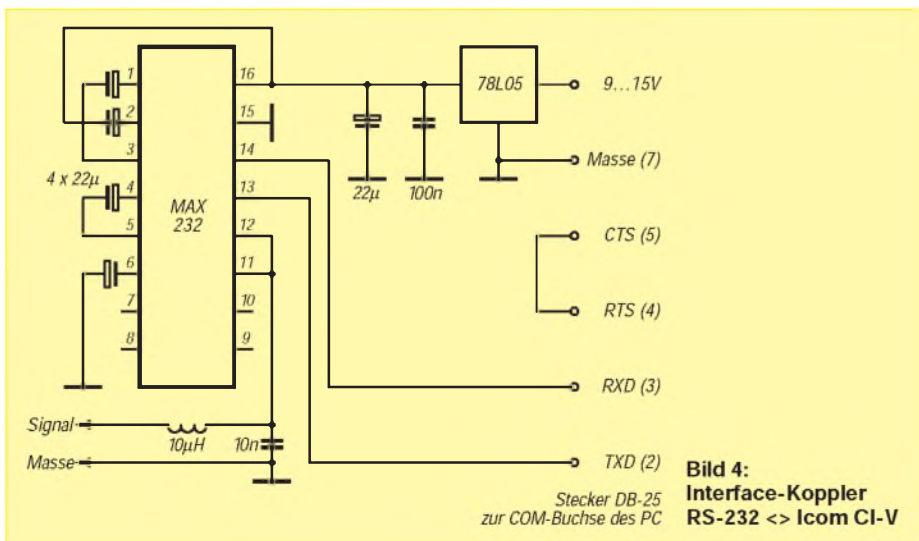 1
2
3
4 x 22µ
4
5
6
7
8
MAX
232
16
15
14
13
12
11
10
9
22µ
100n
78L05
9...15V
Masse (7)
CTS (5)
RTS (4)
RXD (3)
TXD (2)
Signal
10µH
10n
Masse
Stecker DB-25
zur COM-Buchse des PC
Bild 4:
Interface-Koppler
RS-232 <> Icom CI-V